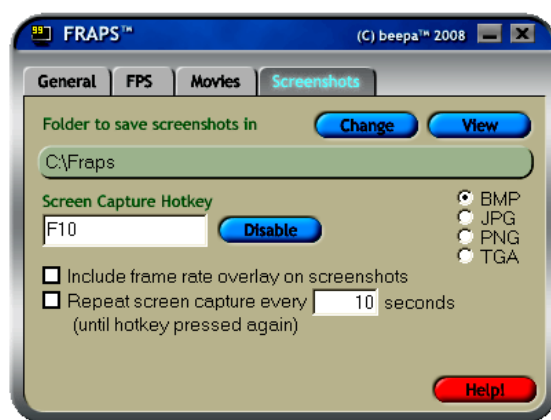 99 FRAPS™ (C) beepa™ 2008
General FPS Movies Screenshots
Folder to save screenshots in Change View
C:\Fraps
Screen Capture Hotkey
F10 Disable
BMP
JPG
PNG
TGA
Include frame rate overlay on screenshots
Repeat screen capture every 10 seconds
(until hotkey pressed again)
Help!